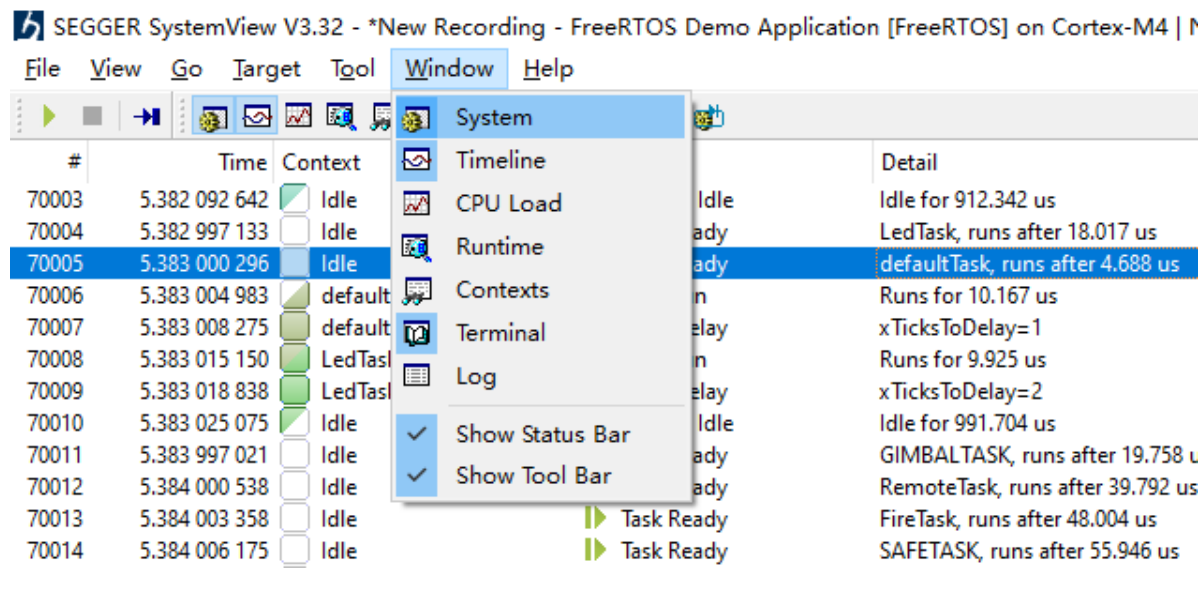 SEGGER SystemView V3.32 - *New Recording - FreeRTOS Demo Application [FreeRTOS] on Cortex-M4 |
File View Go Target Tool Window Help
System
Timeline
CPU Load
Runtime
Contexts
Terminal
Log
Show Status Bar
Show Tool Bar
# Time Context Detail
70003 5.382 092 642 Idle Idle Idle for 912.342 us
70004 5.382 997 133 Idle ady LedTask, runs after 18.017 us
70005 5.383 000 296 Idle ady defaultTask, runs after 4.688 us
70006 5.383 004 983 default n Runs for 10.167 us
70007 5.383 008 275 default elay xTicksToDelay=1
70008 5.383 015 150 LedTas n Runs for 9.925 us
70009 5.383 018 838 LedTas elay xTicksToDelay=2
70010 5.383 025 075 Idle Idle Idle for 991.704 us
70011 5.383 997 021 Idle ady GIMBALTASK, runs after 19.758 u
70012 5.384 000 538 Idle ady RemoteTask, runs after 39.792 us
70013 5.384 003 358 Idle Task Ready FireTask, runs after 48.004 us
70014 5.384 006 175 Idle Task Ready SAFETASK, runs after 55.946 us